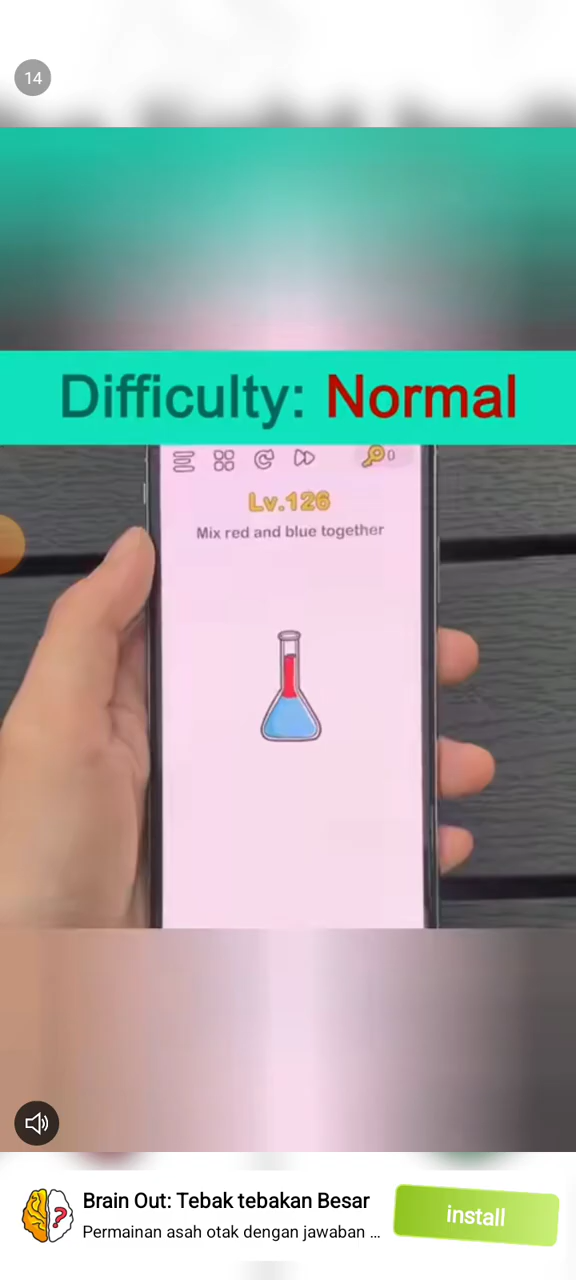 14
Difficulty: Normal
0
Lv.126
Mix red and blue together
Brain Out: Tebak tebakan Besar
Permainan asah otak dengan jawaban ...
install